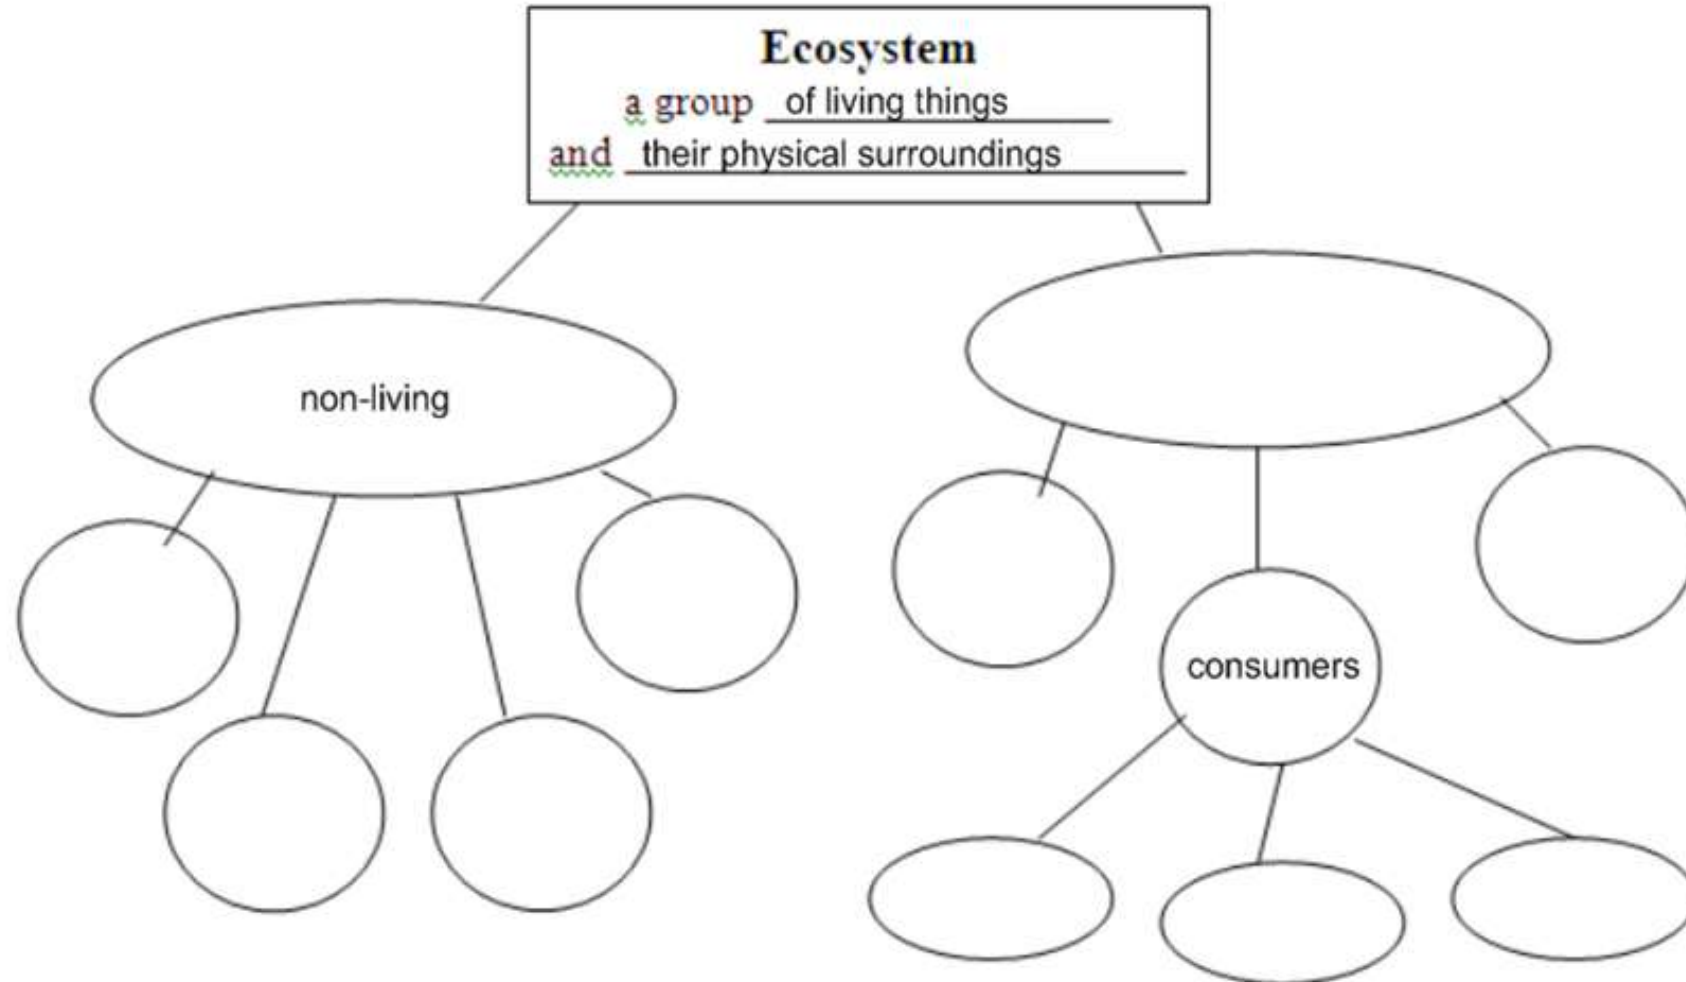 Ecosystem
a group of living things
and their physical surroundings
non-living
consumers